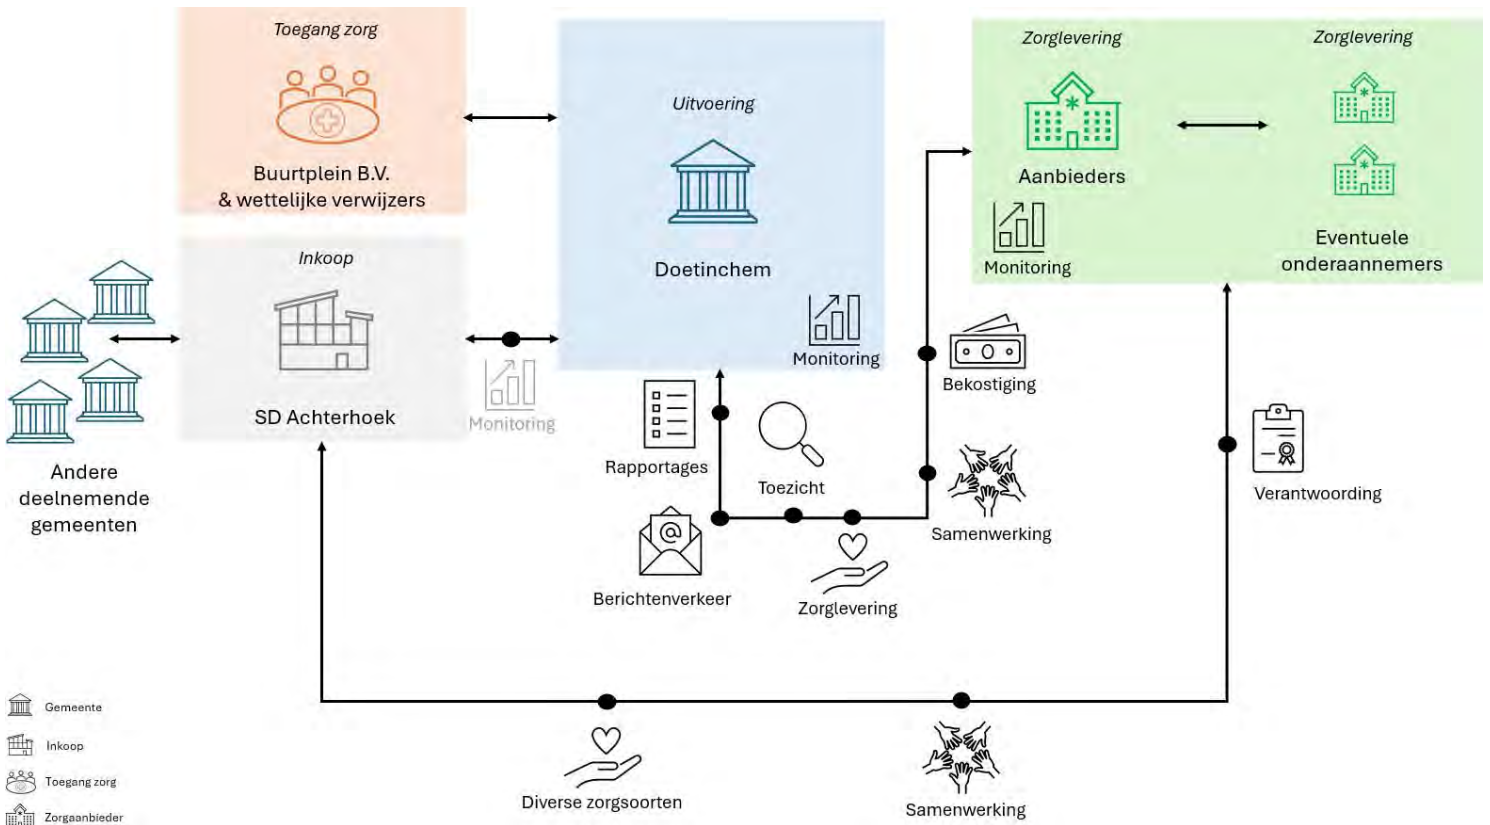 Toegang zorg
Buurtplein B.V.
& wettelijke verwijzers
Uitvoering
Doetinchem
Monitoring
Zorglevering
Aanbieders
Monitoring
Zorglevering
Eventuele
onderaannemers
Inkoop
SD Achterhoek
Monitoring
Andere
deelnemende
gemeenten
Rapportages
Toezicht
@
Berichtenverkeer
Zorglevering
Bekostiging
Samenwerking
Verantwoording
Diverse zorgsoorten
Samenwerking
Gemeente
Inkoop
Toegang zorg
Zorgaanbieder